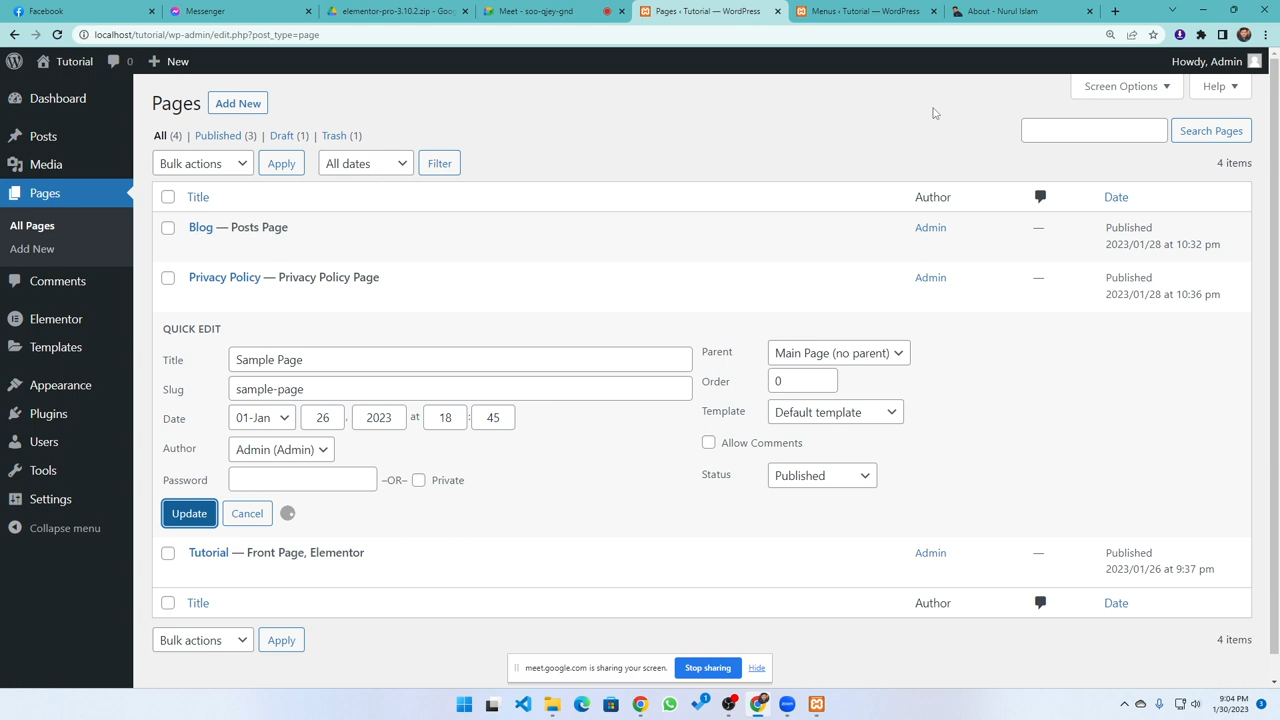 Facebook
Messenger
elementor-pro-3.10.2.zip - Goog
Meet - soo-qjey-gnd
Pages ‹ Tutorial — WordPress
Menus ‹ Tutorial — WordPress
About - Nurul Islam
localhost/tutorial/wp-admin/edit.php?post_type=page
Tutorial
0
New
Howdy, Admin
Dashboard
Posts
Media
Pages
All Pages
Add New
Comments
Elementor
Templates
Appearance
Plugins
Users
Tools
Settings
Collapse menu
Screen Options
Help
Pages
Add New
All (4) | Published (3) | Draft (1) | Trash (1)
Search Pages
Bulk actions
Apply
All dates
Filter
4 items
Title
Author
Date
Blog — Posts Page
Admin
—
Published
2023/01/28 at 10:32 pm
Privacy Policy — Privacy Policy Page
Admin
—
Published
2023/01/28 at 10:36 pm
QUICK EDIT
Title
Sample Page
Slug
sample-page
Date
01-Jan
26
,
2023
at
18
:
45
Author
Admin (Admin)
Password
–OR–
Private
Update
Cancel
Parent
Main Page (no parent)
Order
0
Template
Default template
Allow Comments
Status
Published
Tutorial — Front Page, Elementor
Admin
—
Published
2023/01/26 at 9:37 pm
Title
Author
Date
Bulk actions
Apply
4 items
meet.google.com is sharing your screen.
Stop sharing
Hide
1
zoom
9:04 PM
1/30/2023
3